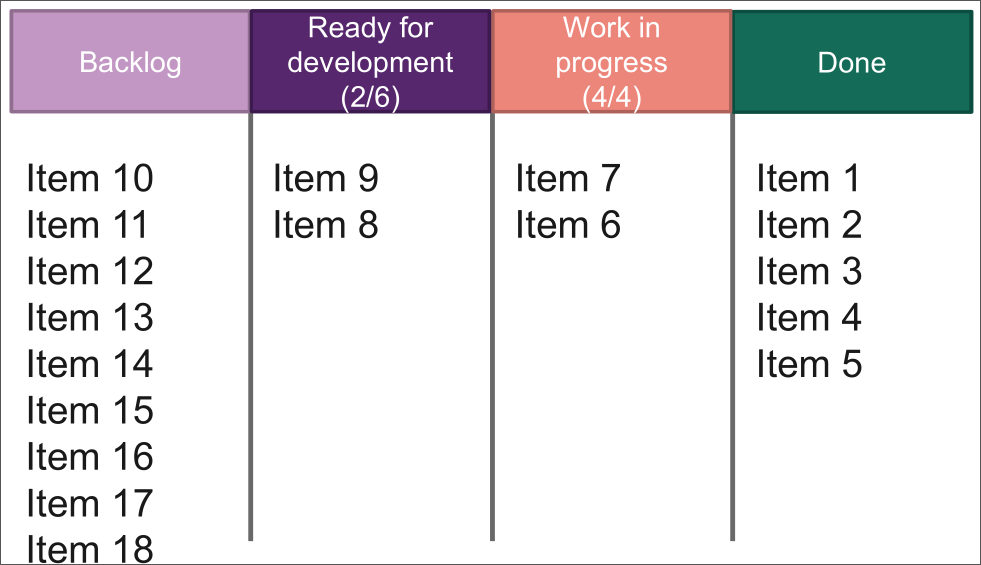 Backlog
Ready for
development
(2/6)
Work in
progress
(4/4)
Done
Item 10
Item 11
Item 12
Item 13
Item 14
Item 15
Item 16
Item 17
Item 18
Item 9
Item 8
Item 7
Item 6
Item 1
Item 2
Item 3
Item 4
Item 5